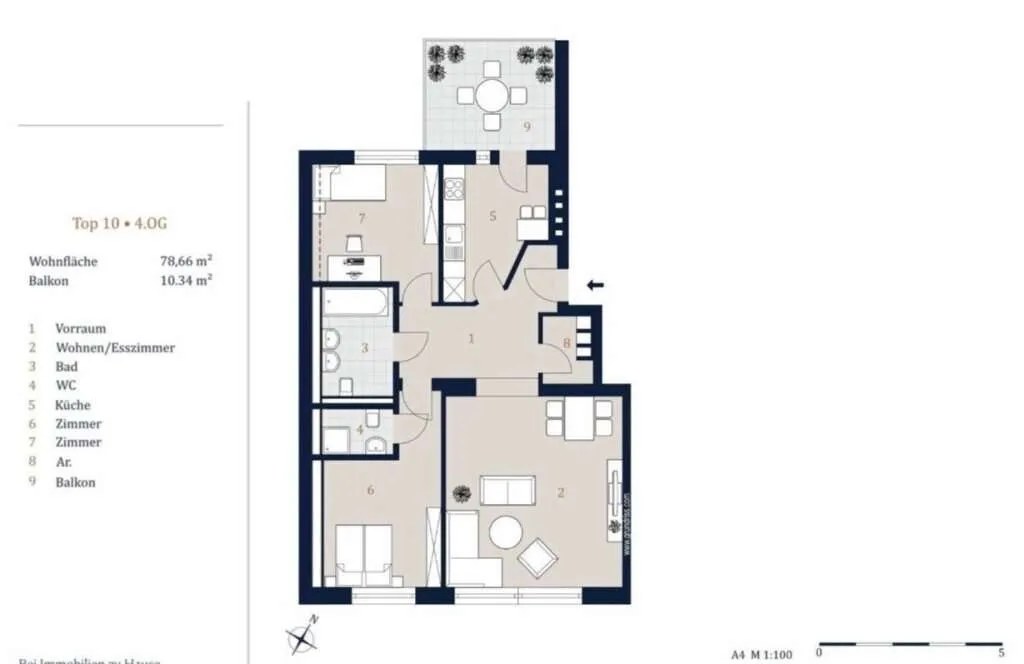 Top 10 • 4.OG
Wohnfläche 78,66 m²
Balkon 10.34 m²
1 Vorraum
2 Wohnen/Esszimmer
3 Bad
4 WC
5 Küche
6 Zimmer
7 Zimmer
8 Ar.
9 Balkon
9
7
5
1
8
3
4
6
2
N
A4 M 1:100
0 5